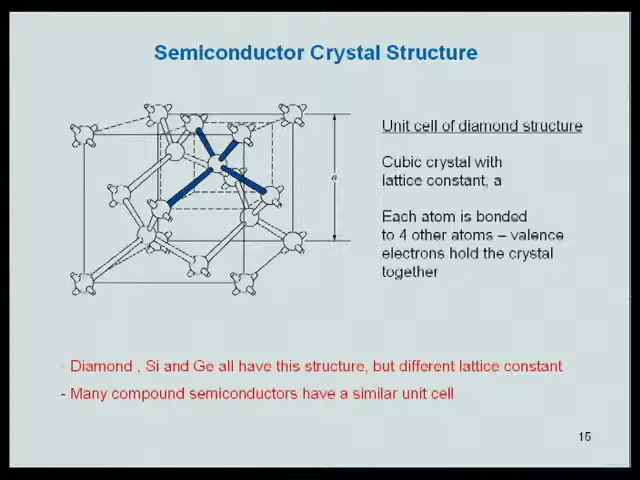 Semiconductor Crystal Structure
Unit cell of diamond structure
Cubic crystal with
lattice constant, a
Each atom is bonded
to 4 other atoms – valence
electrons hold the crystal
together
a
- Diamond , Si and Ge all have this structure, but different lattice constant
- Many compound semiconductors have a similar unit cell
15